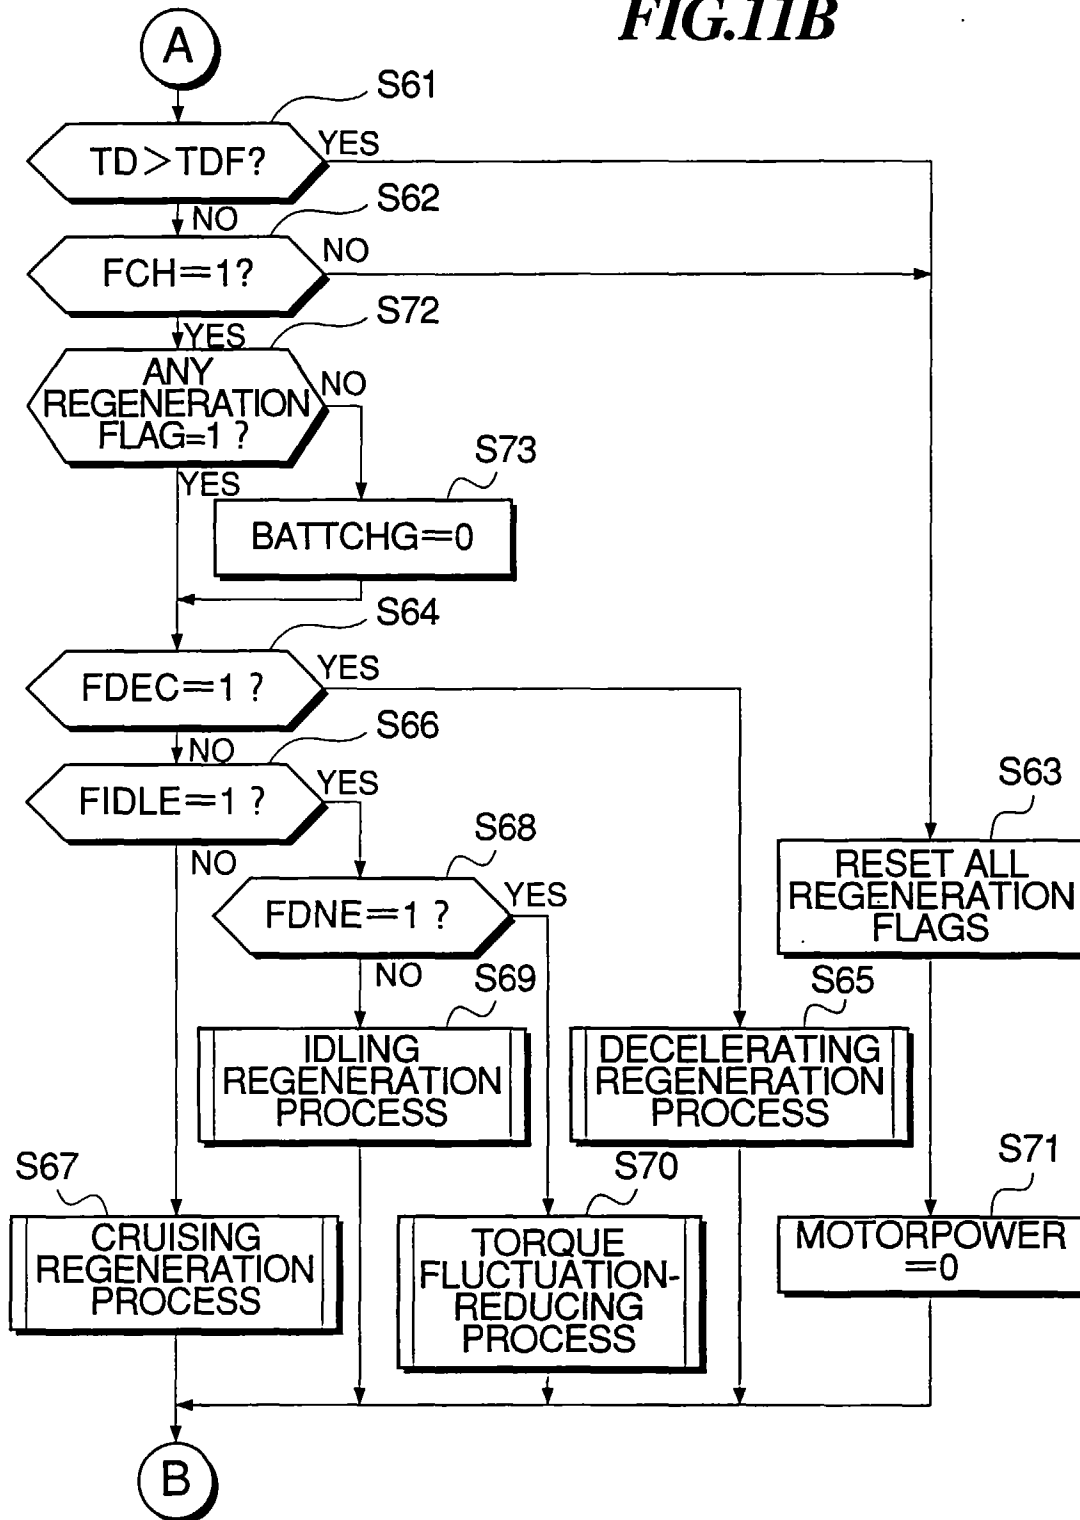 FIG.11B
A
S61
TD>TDF?
YES
S62
NO
FCH=1?
NO
S72
YES
ANY
REGENERATION
FLAG=1 ?
NO
YES
S73
BATTCHG=0
S64
FDEC=1 ?
YES
S66
NO
FIDLE=1 ?
YES
S63
NO
S68
RESET ALL
REGENERATION
FLAGS
FDNE=1 ?
YES
NO
S69
S65
IDLING
REGENERATION
PROCESS
DECELERATING
REGENERATION
PROCESS
S67
S70
S71
CRUISING
REGENERATION
PROCESS
TORQUE
FLUCTUATION-
REDUCING
PROCESS
MOTORPOWER
=0
B